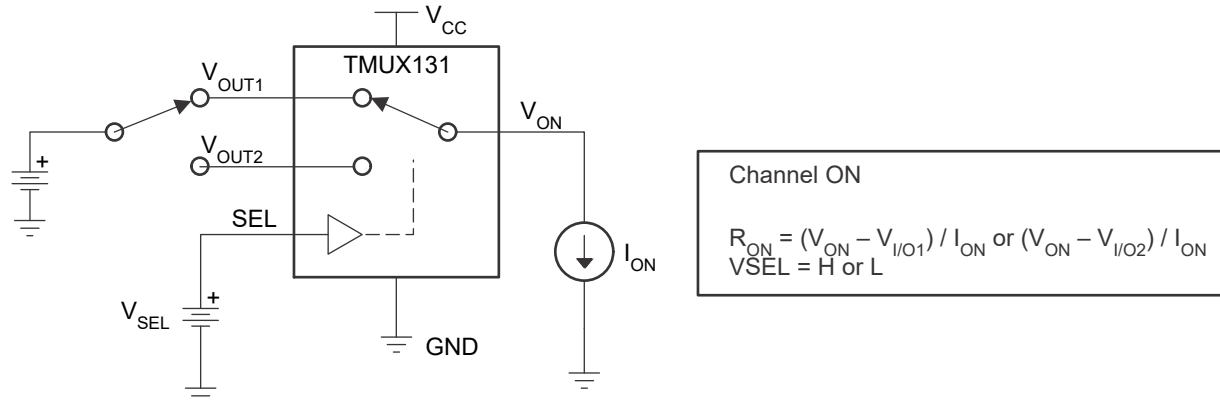 V_CC
TMUX131
V_OUT1
V_ON
+
V_OUT2
SEL
I_ON
+
V_SEL
GND
Channel ON
R_ON = (V_ON – V_I/O1) / I_ON or (V_ON – V_I/O2) / I_ON
VSEL = H or L